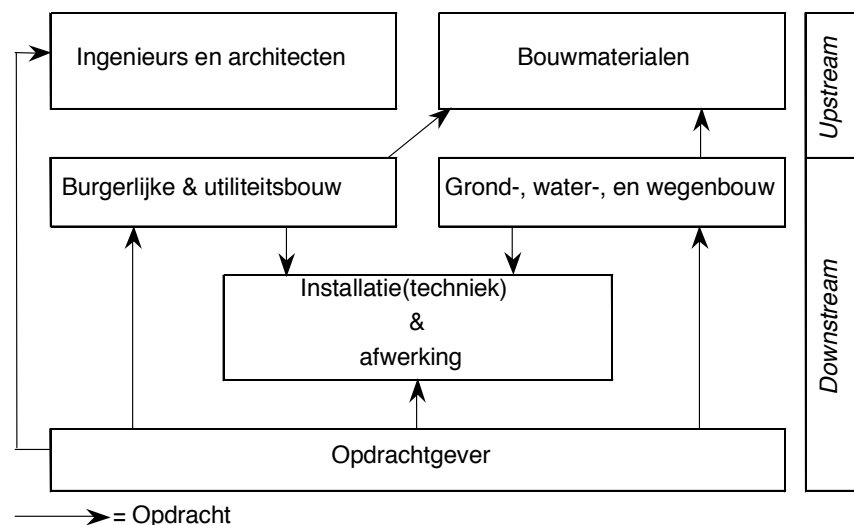 Ingenieurs en architecten
Bouwmaterialen
Upstream
Burgerlijke & utiliteitsbouw
Grond-, water-, en wegenbouw
Installatie(techniek)
&
afwerking
Downstream
Opdrachtgever
= Opdracht